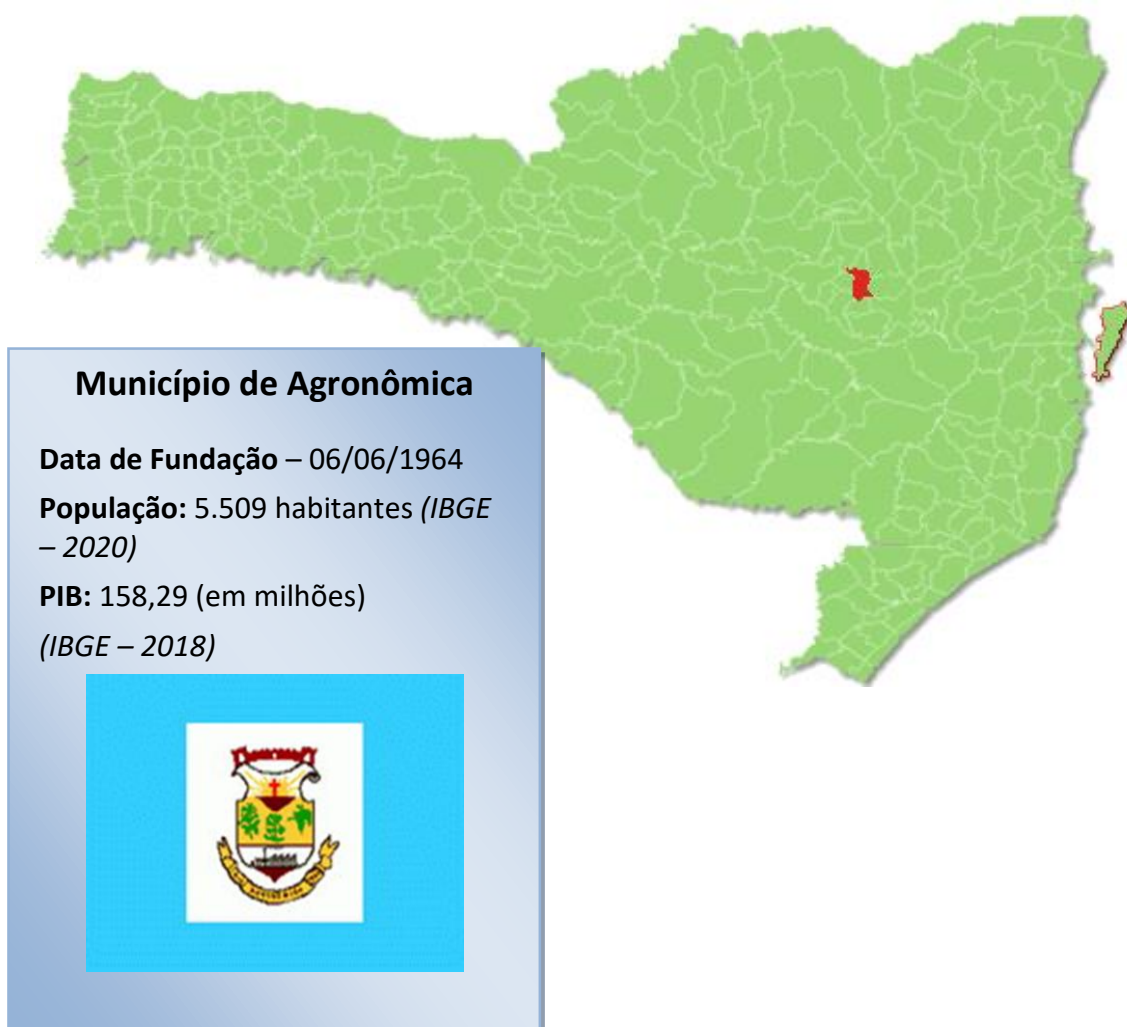 Município de Agronômica
Data de Fundação – 06/06/1964
População: 5.509 habitantes (IBGE
– 2020)
PIB: 158,29 (em milhões)
(IBGE – 2018)